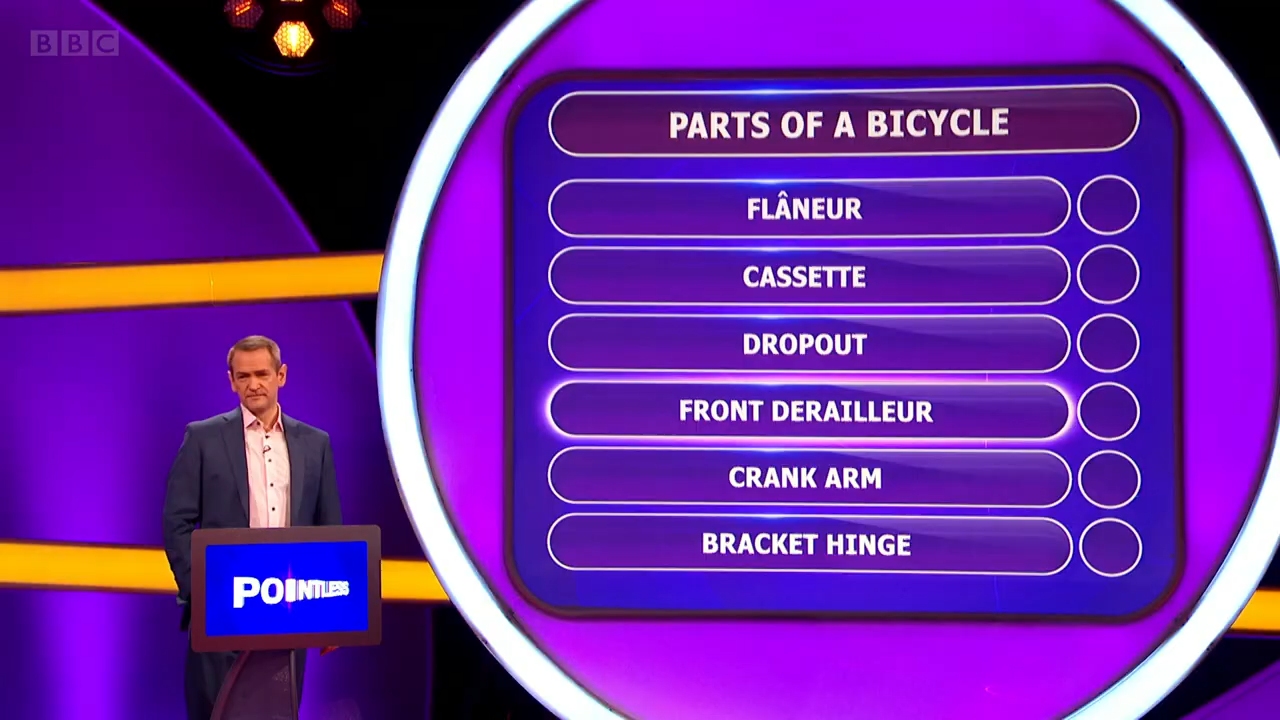 BBC
PARTS OF A BICYCLE
FLÂNEUR
CASSETTE
DROPOUT
FRONT DERAILLEUR
CRANK ARM
BRACKET HINGE
POINTLESS